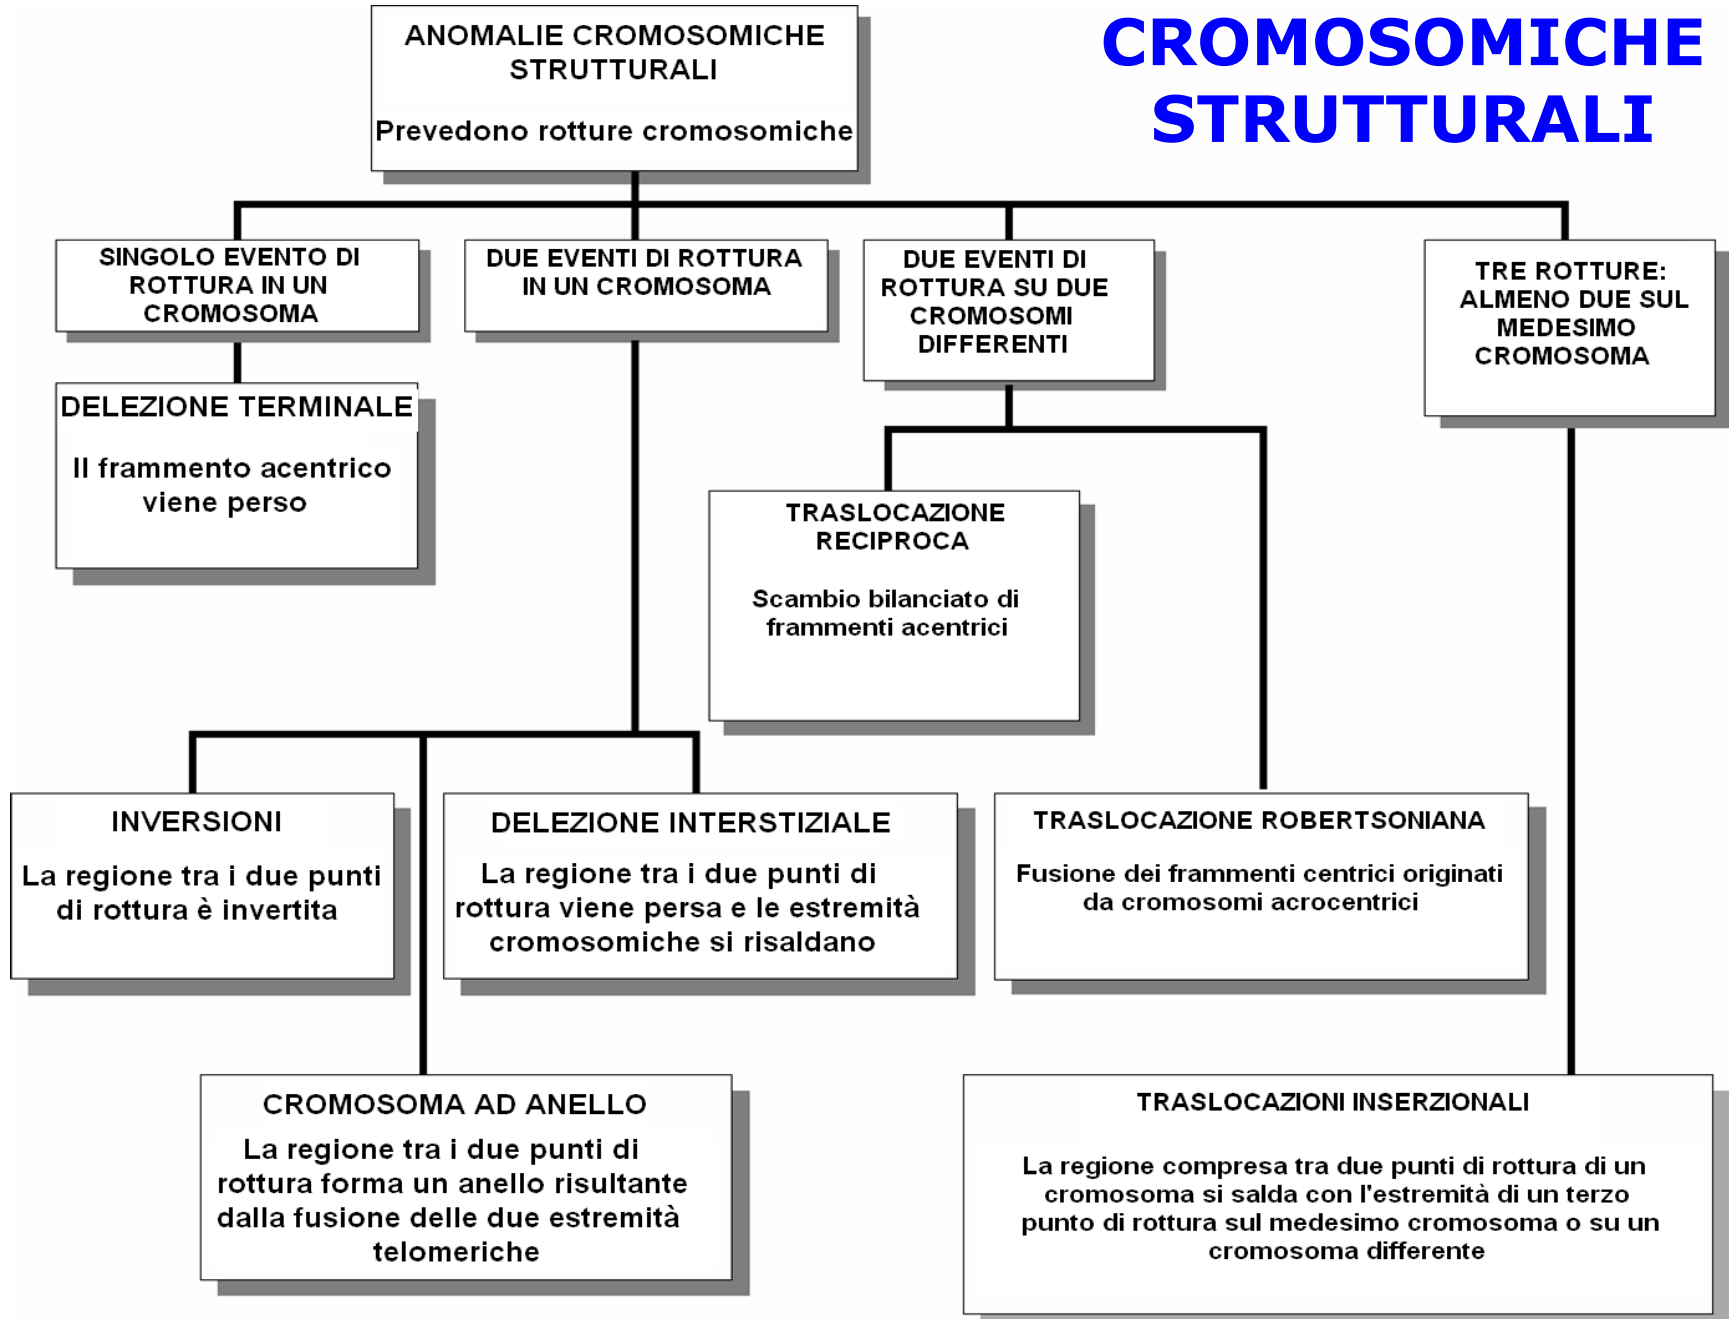 CROMOSOMICHE
STRUTTURALI
ANOMALIE CROMOSOMICHE
STRUTTURALI
Prevedono rotture cromosomiche
SINGOLO EVENTO DI
ROTTURA IN UN
CROMOSOMA
DUE EVENTI DI ROTTURA
IN UN CROMOSOMA
DUE EVENTI DI
ROTTURA SU DUE
CROMOSOMI
DIFFERENTI
TRE ROTTURE:
ALMENO DUE SUL
MEDESIMO
CROMOSOMA
DELEZIONE TERMINALE
Il frammento acentrico
viene perso
TRASLOCAZIONE
RECIPROCA
Scambio bilanciato di
frammenti acentrici
INVERSIONI
La regione tra i due punti
di rottura è invertita
DELEZIONE INTERSTIZIALE
La regione tra i due punti di
rottura viene persa e le estremità
cromosomiche si risaldano
TRASLOCAZIONE ROBERTSONIANA
Fusione dei frammenti centrici originati
da cromosomi acrocentrici
CROMOSOMA AD ANELLO
La regione tra i due punti di
rottura forma un anello risultante
dalla fusione delle due estremità
telomeriche
TRASLOCAZIONI INSERZIONALI
La regione compresa tra due punti di rottura di un
cromosoma si salda con l'estremità di un terzo
punto di rottura sul medesimo cromosoma o su un
cromosoma differente